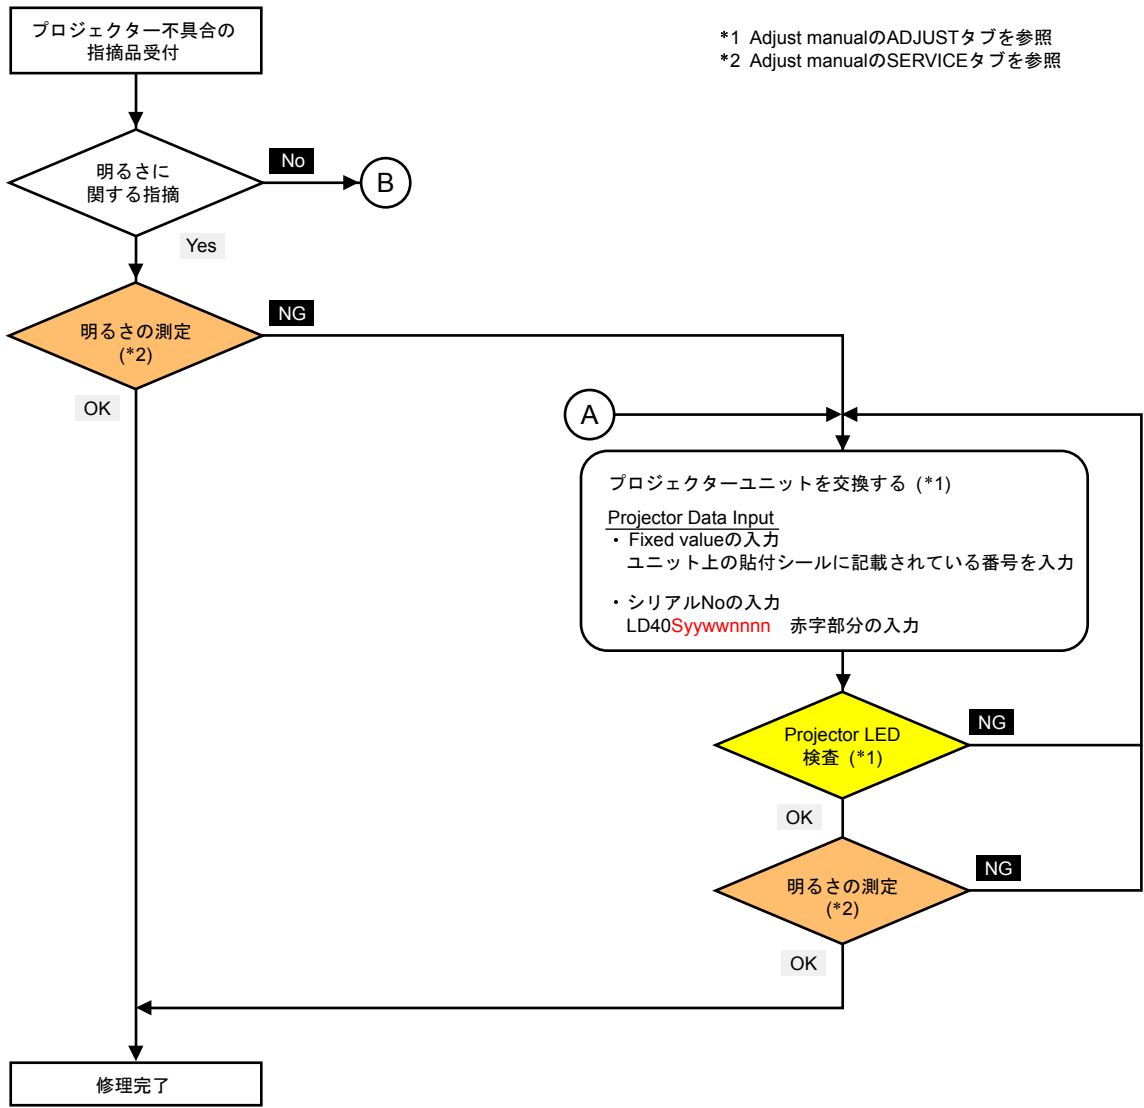 プロジェクター不具合の
指摘品受付
*1 Adjust manualのADJUSTタブを参照
*2 Adjust manualのSERVICEタブを参照
明るさに
関する指摘
No
B
Yes
明るさの測定
(*2)
NG
OK
A
プロジェクターユニットを交換する (*1)
Projector Data Input
・ Fixed valueの入力
ユニット上の貼付シールに記載されている番号を入力
・シリアルNoの入力
LD40Syywwnnnn 赤字部分の入力
Projector LED
検査 (*1)
NG
OK
明るさの測定
(*2)
NG
OK
修理完了